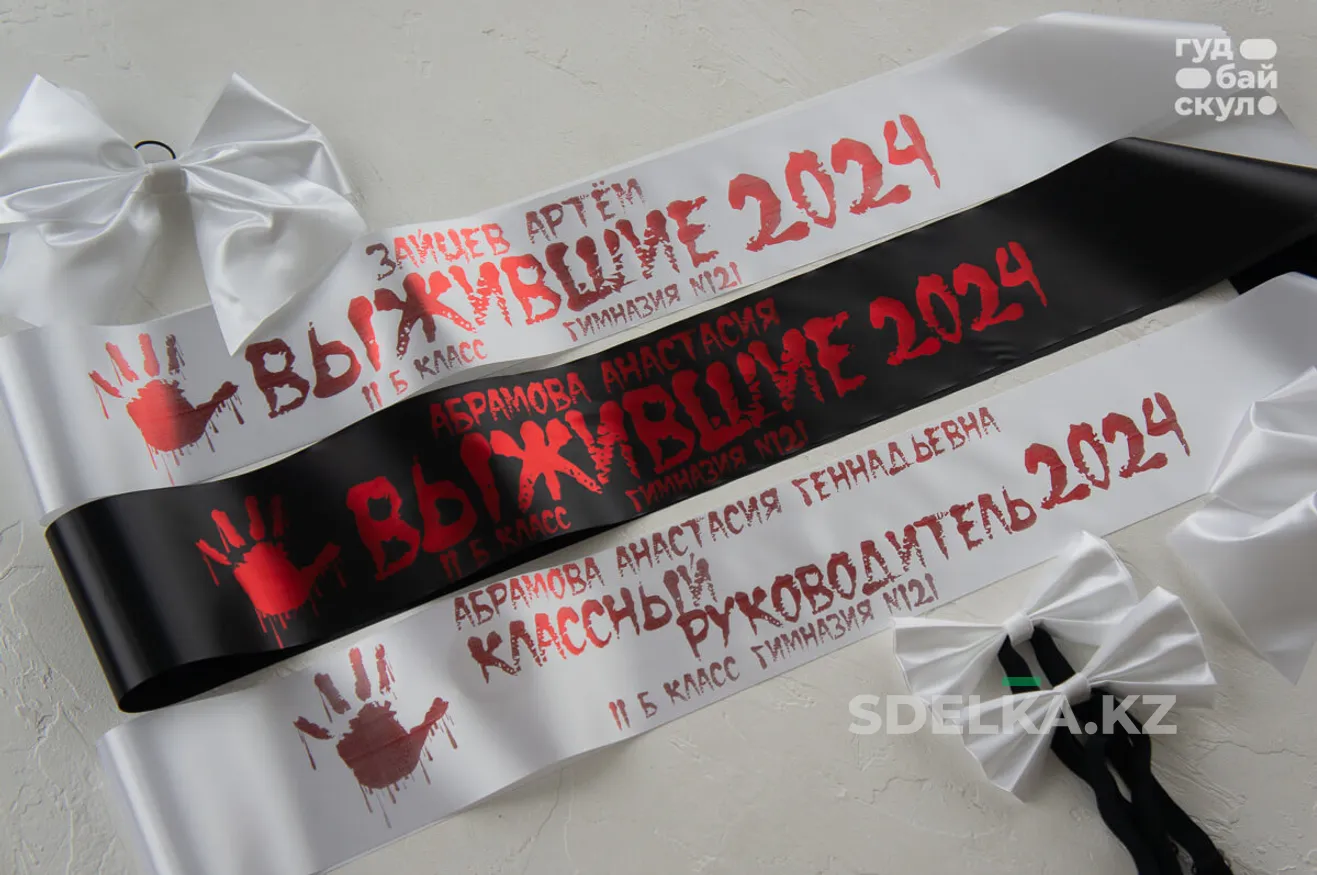 гуд
бай
скул
ЗАЙЦЕВ АРТЁМ
ВЫЖИВШИЕ 2024
11 Б КЛАСС ГИМНАЗИЯ №121
АБРАМОВА АНАСТАСИЯ
ВЫЖИВШИЕ 2024
11 Б КЛАСС ГИМНАЗИЯ №121
АБРАМОВА АНАСТАСИЯ ГЕННАДЬЕВНА
КЛАССНЫЙ РУКОВОДИТЕЛЬ 2024
11 Б КЛАСС ГИМНАЗИЯ №121
SDELKA.KZ